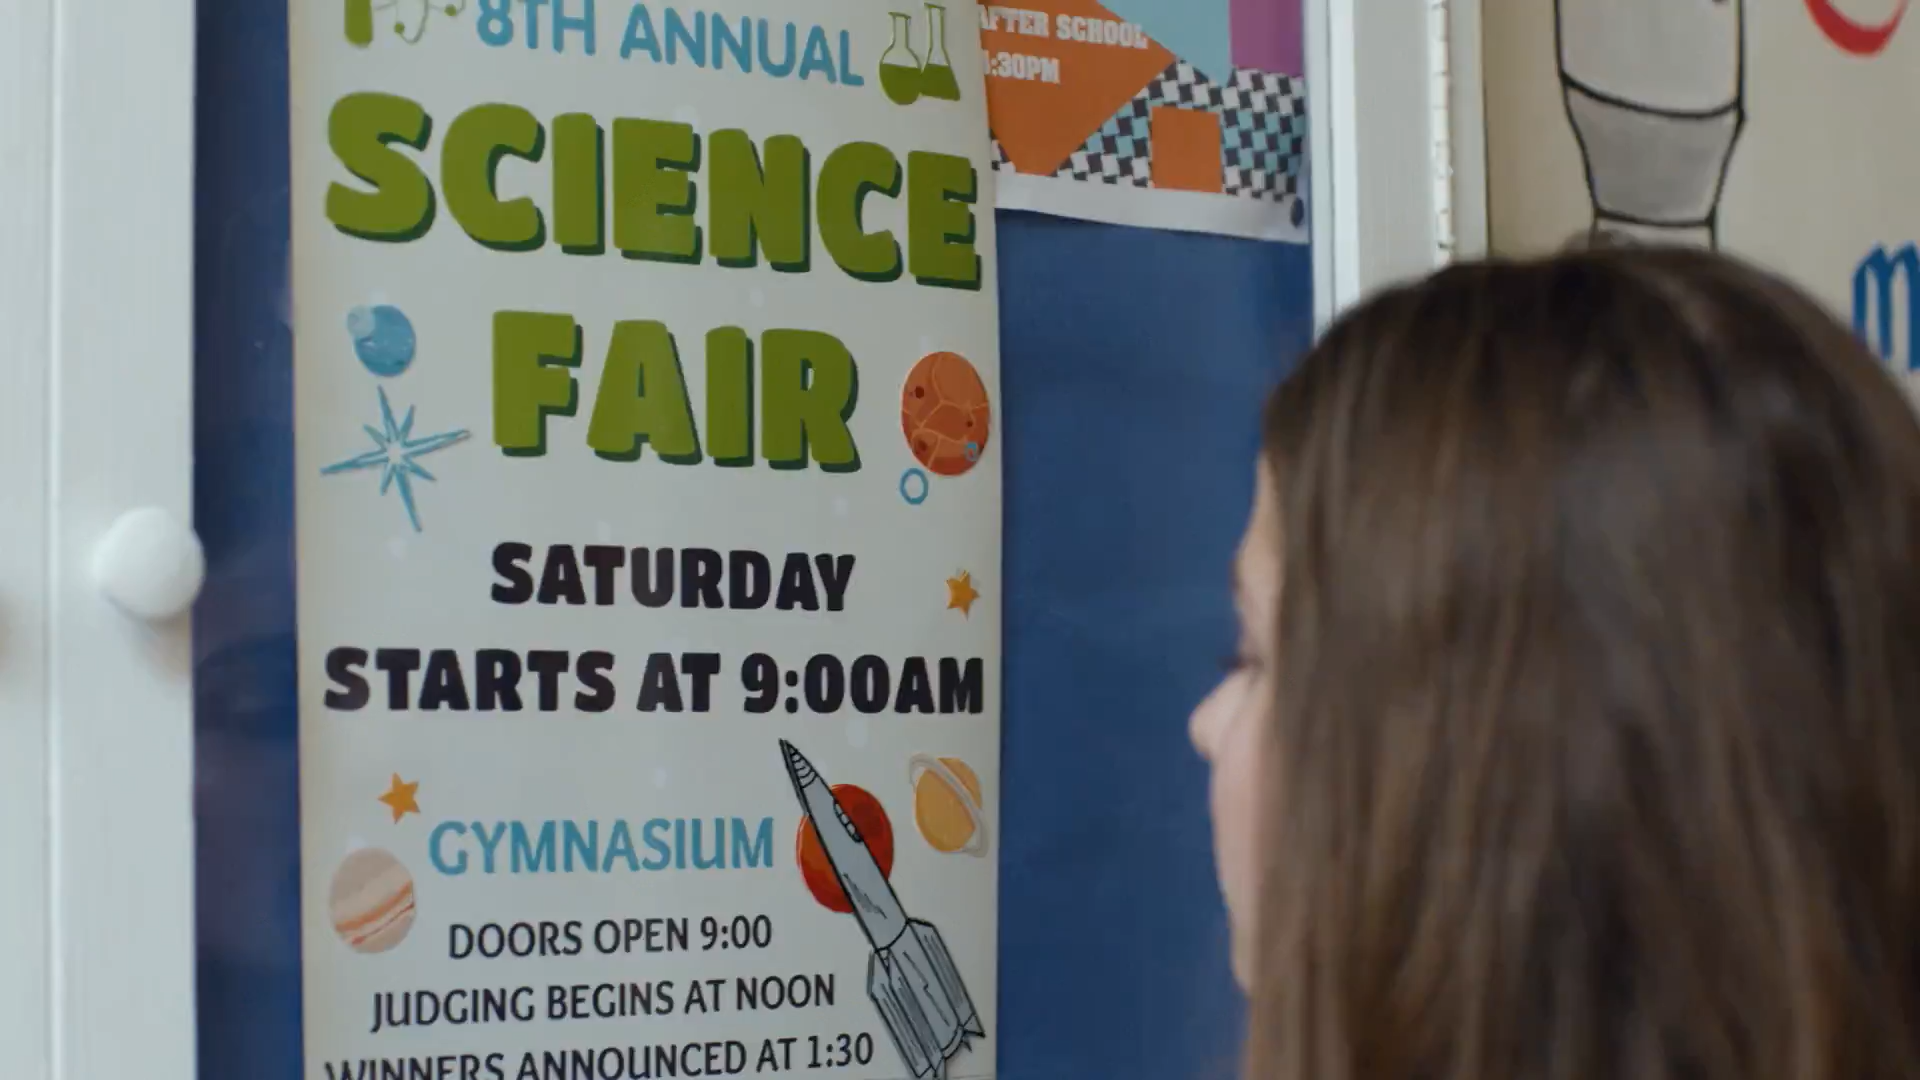 8TH ANNUAL
SCIENCE
FAIR
SATURDAY
STARTS AT 9:00AM
GYMNASIUM
DOORS OPEN 9:00
JUDGING BEGINS AT NOON
WINNERS ANNOUNCED AT 1:30
AFTER SCHOOL
:30PM